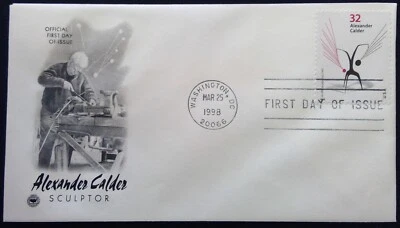 OFFICIAL
FIRST DAY
OF ISSUE
32
Alexander
Calder
WASHINGTON, DC
MAR 25
1998
20066
FIRST DAY OF ISSUE
Alexander Calder
SCULPTOR